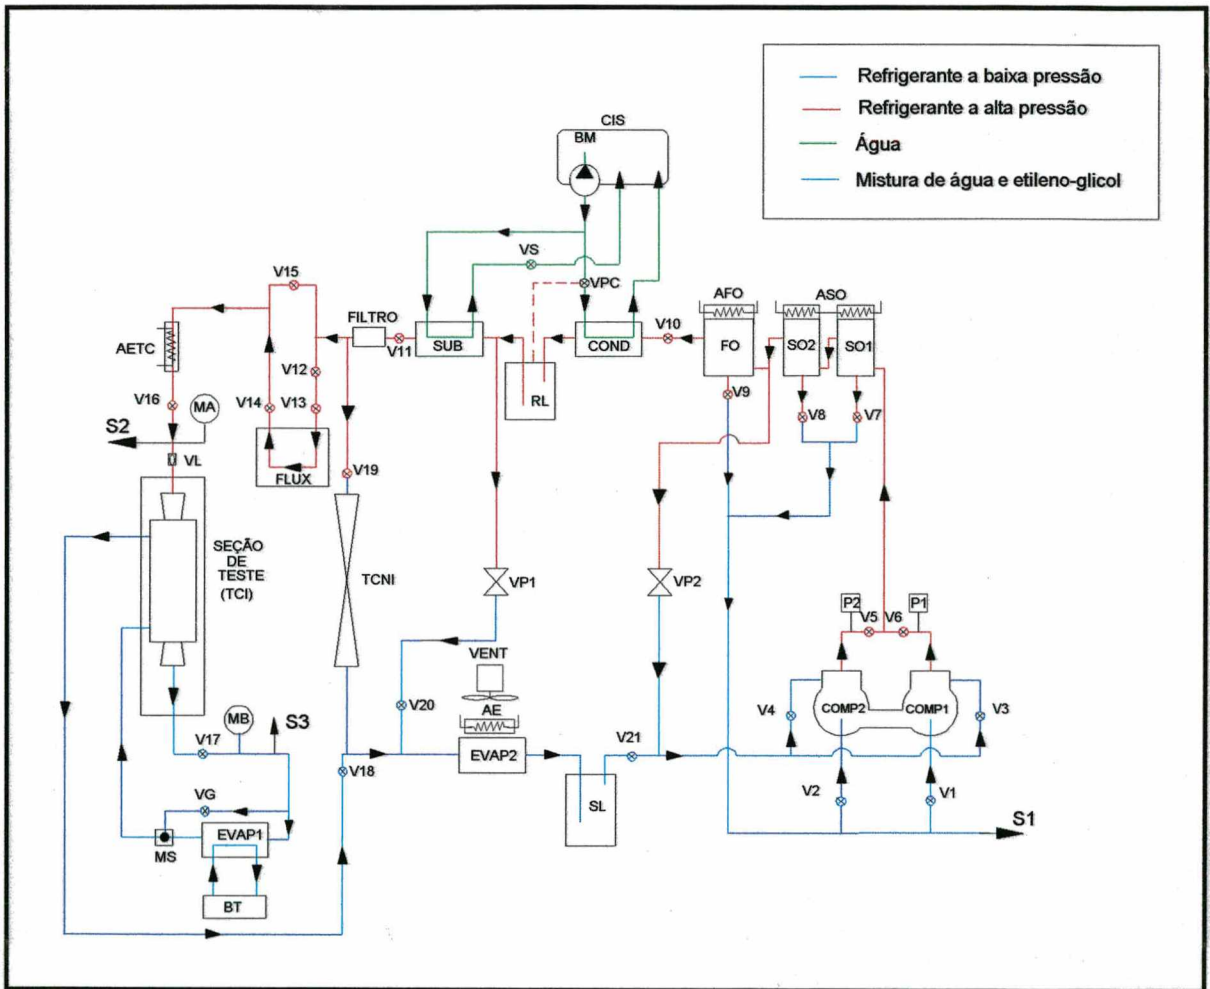 Refrigerante a baixa pressão
Refrigerante a alta pressão
Água
Mistura de água e etileno-glicol
CIS
BM
VS
VPC
V15
AETC
FILTRO
V11
SUB
COND
V10
AFO
ASO
FO
SO2
SO1
V12
V16
MA
V14
V13
RL
V9
V8
V7
S2
VL
FLUX
V19
SEÇÃO
DE
TESTE
(TCI)
TCNI
VP1
VP2
P2
P1
V5
V6
VENT
AE
V20
EVAP2
V21
V4
COMP2
COMP1
V3
MB
S3
V17
V18
SL
VG
V2
V1
S1
EVAP1
MS
BT